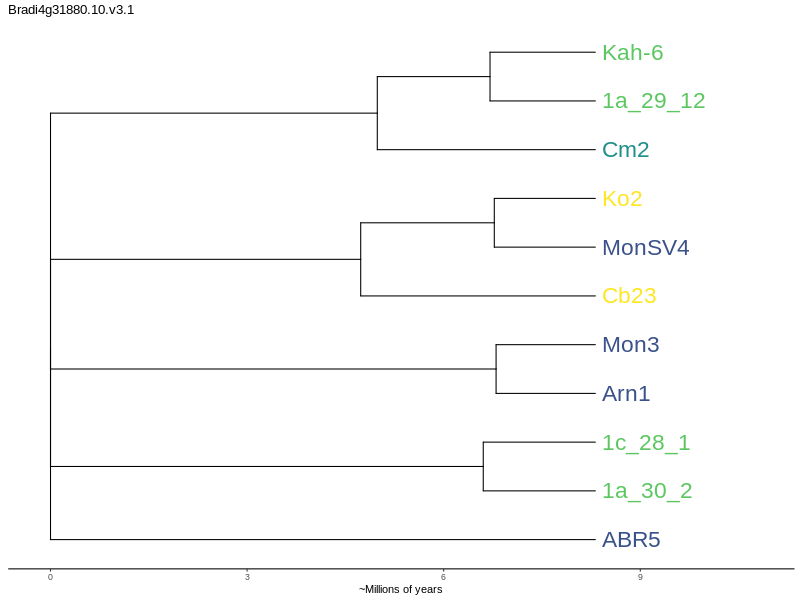 Bradi4g31880.10.v3.1
Kah-6
1a_29_12
Cm2
Ko2
MonSV4
Cb23
Mon3
Arn1
1c_28_1
1a_30_2
ABR5
0 3 6 9
~Millions of years